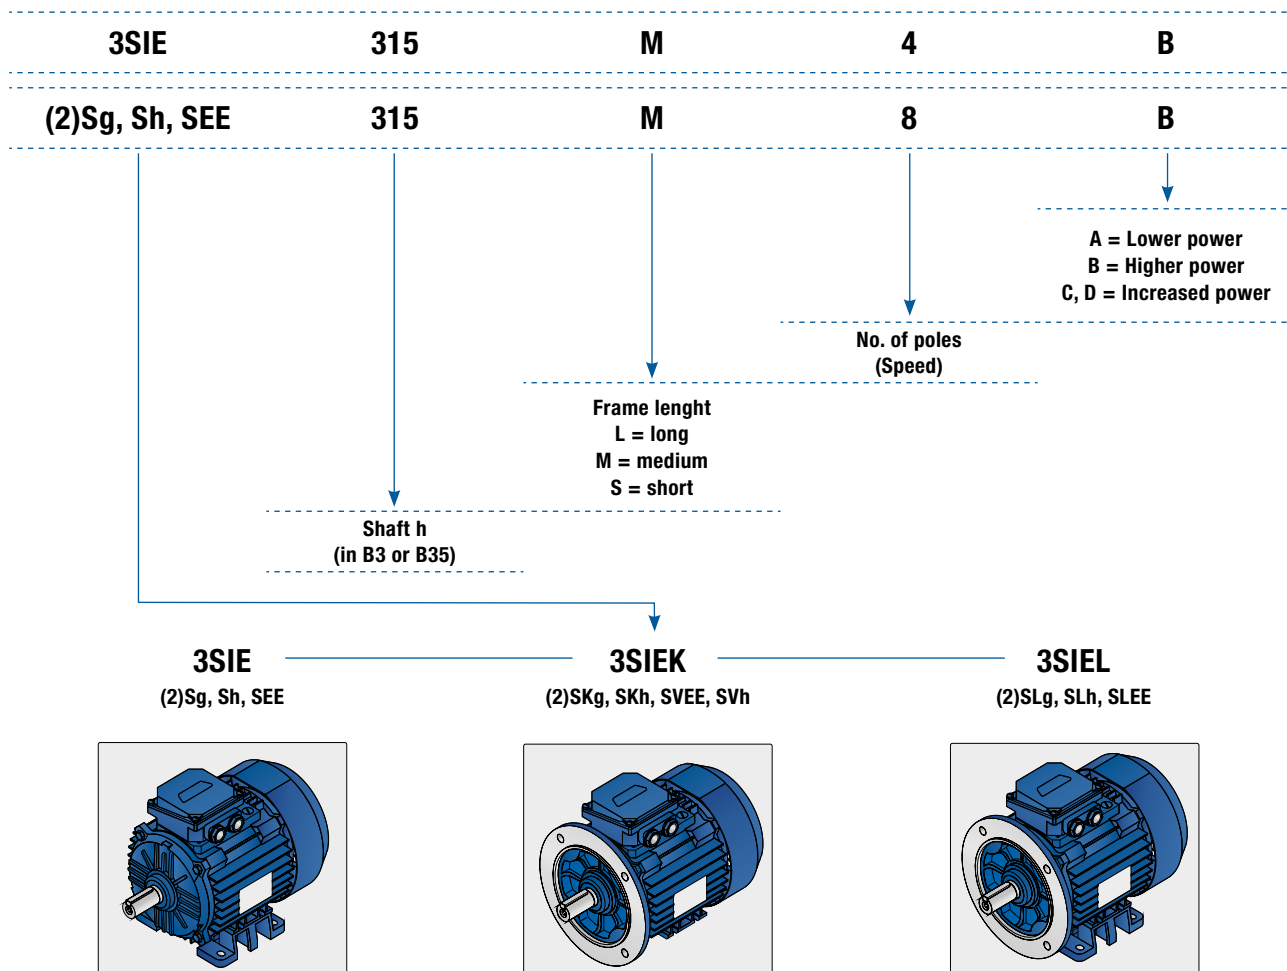 3SIE 315 M 4 B
(2)Sg, Sh, SEE 315 M 8 B
A = Lower power
B = Higher power
C, D = Increased power
No. of poles
(Speed)
Frame lenght
L = long
M = medium
S = short
Shaft h
(in B3 or B35)
3SIE 3SIEK 3SIEL
(2)Sg, Sh, SEE (2)SKg, SKh, SVEE, SVh (2)SLg, SLh, SLEE